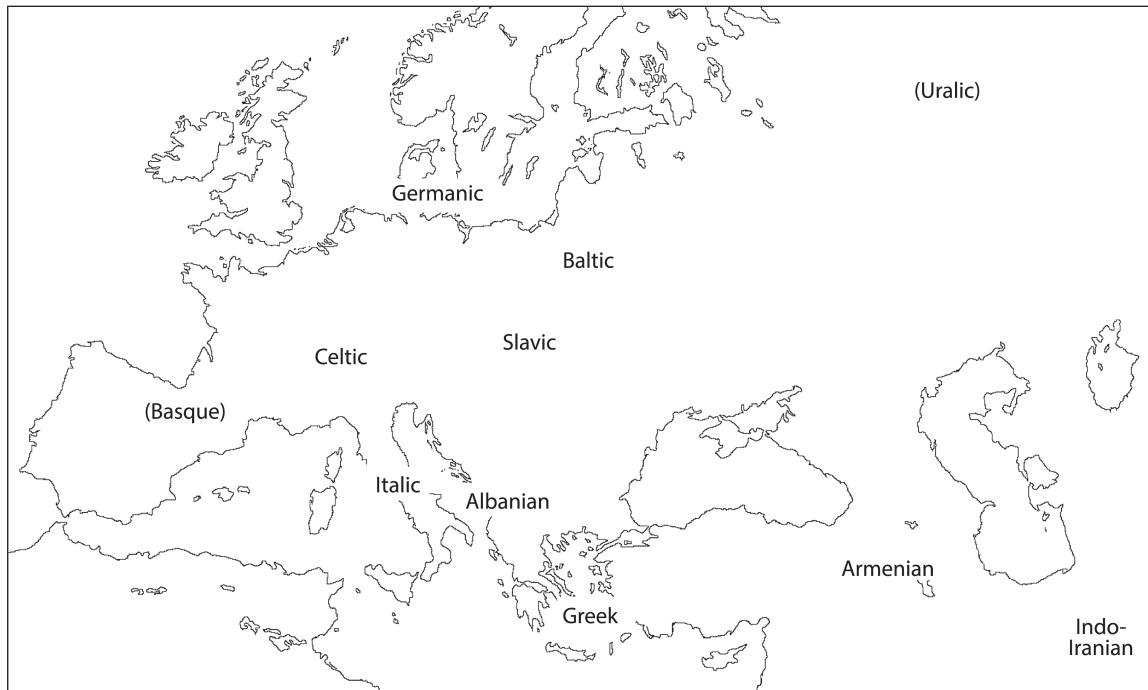 (Uralic)
Germanic
Baltic
Slavic
Celtic
(Basque)
Italic
Albanian
Armenian
Greek
Indo-
Iranian